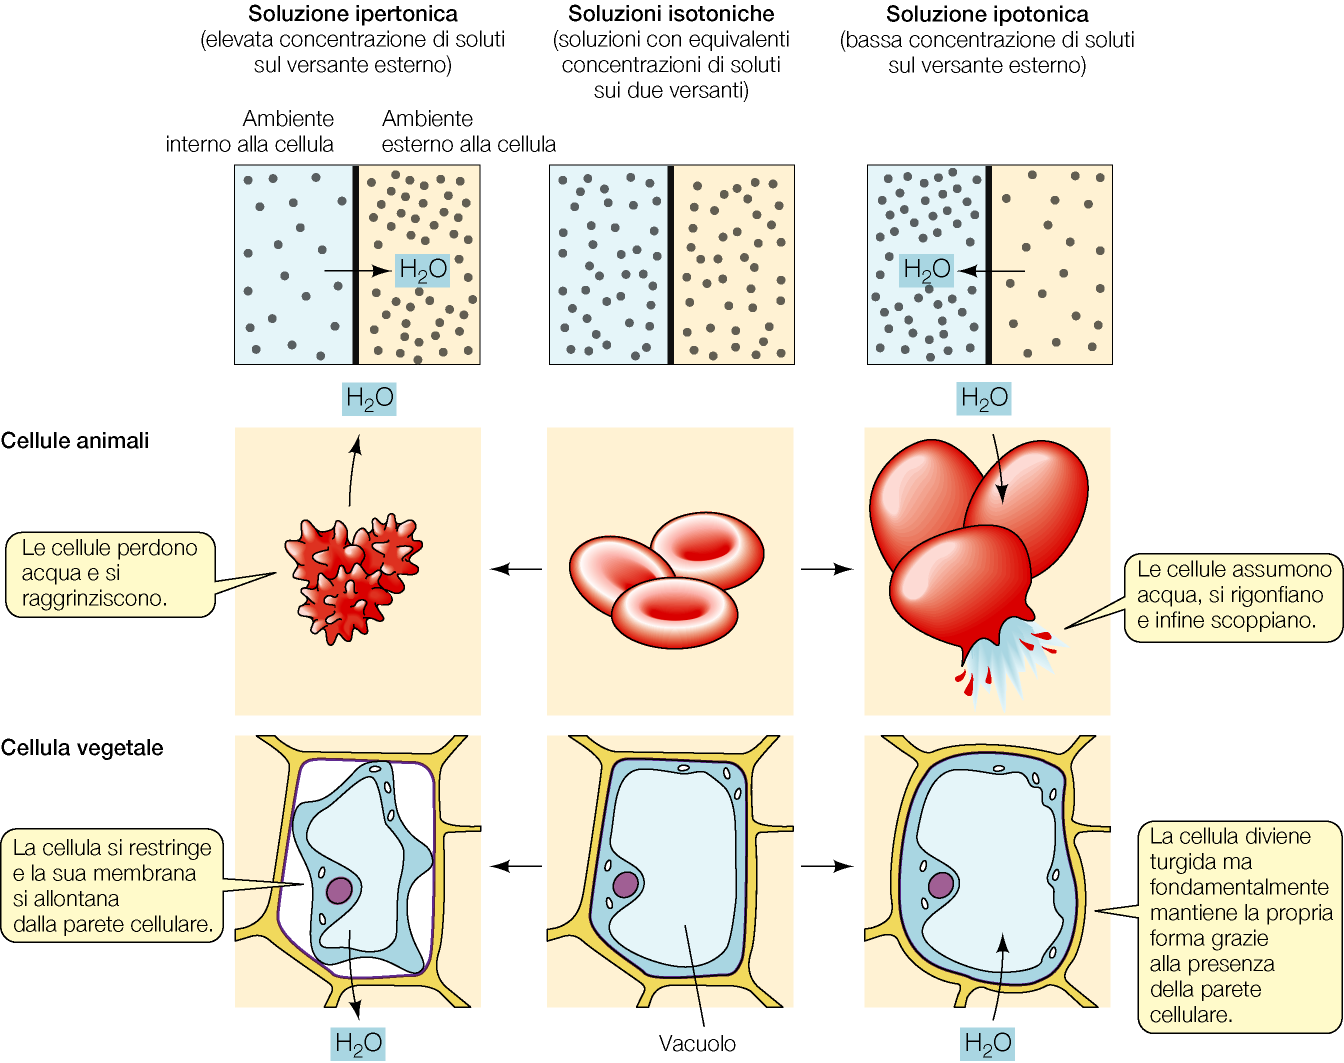 Soluzione ipertonica
(elevata concentrazione di soluti
sul versante esterno)
Soluzioni isotoniche
(soluzioni con equivalenti
concentrazioni di soluti
sui due versanti)
Soluzione ipotonica
(bassa concentrazione di soluti
sul versante esterno)
Ambiente
interno alla cellula
Ambiente
esterno alla cellula
H₂O
H₂O
H₂O
H₂O
Cellule animali
Le cellule perdono
acqua e si
raggrinziscono.
Le cellule assumono
acqua, si rigonfiano
e infine scoppiano.
Cellula vegetale
La cellula si restringe
e la sua membrana
si allontana
dalla parete cellulare.
La cellula diviene
turgida ma
fondamentalmente
mantiene la propria
forma grazie
alla presenza
della parete
cellulare.
H₂O
Vacuolo
H₂O